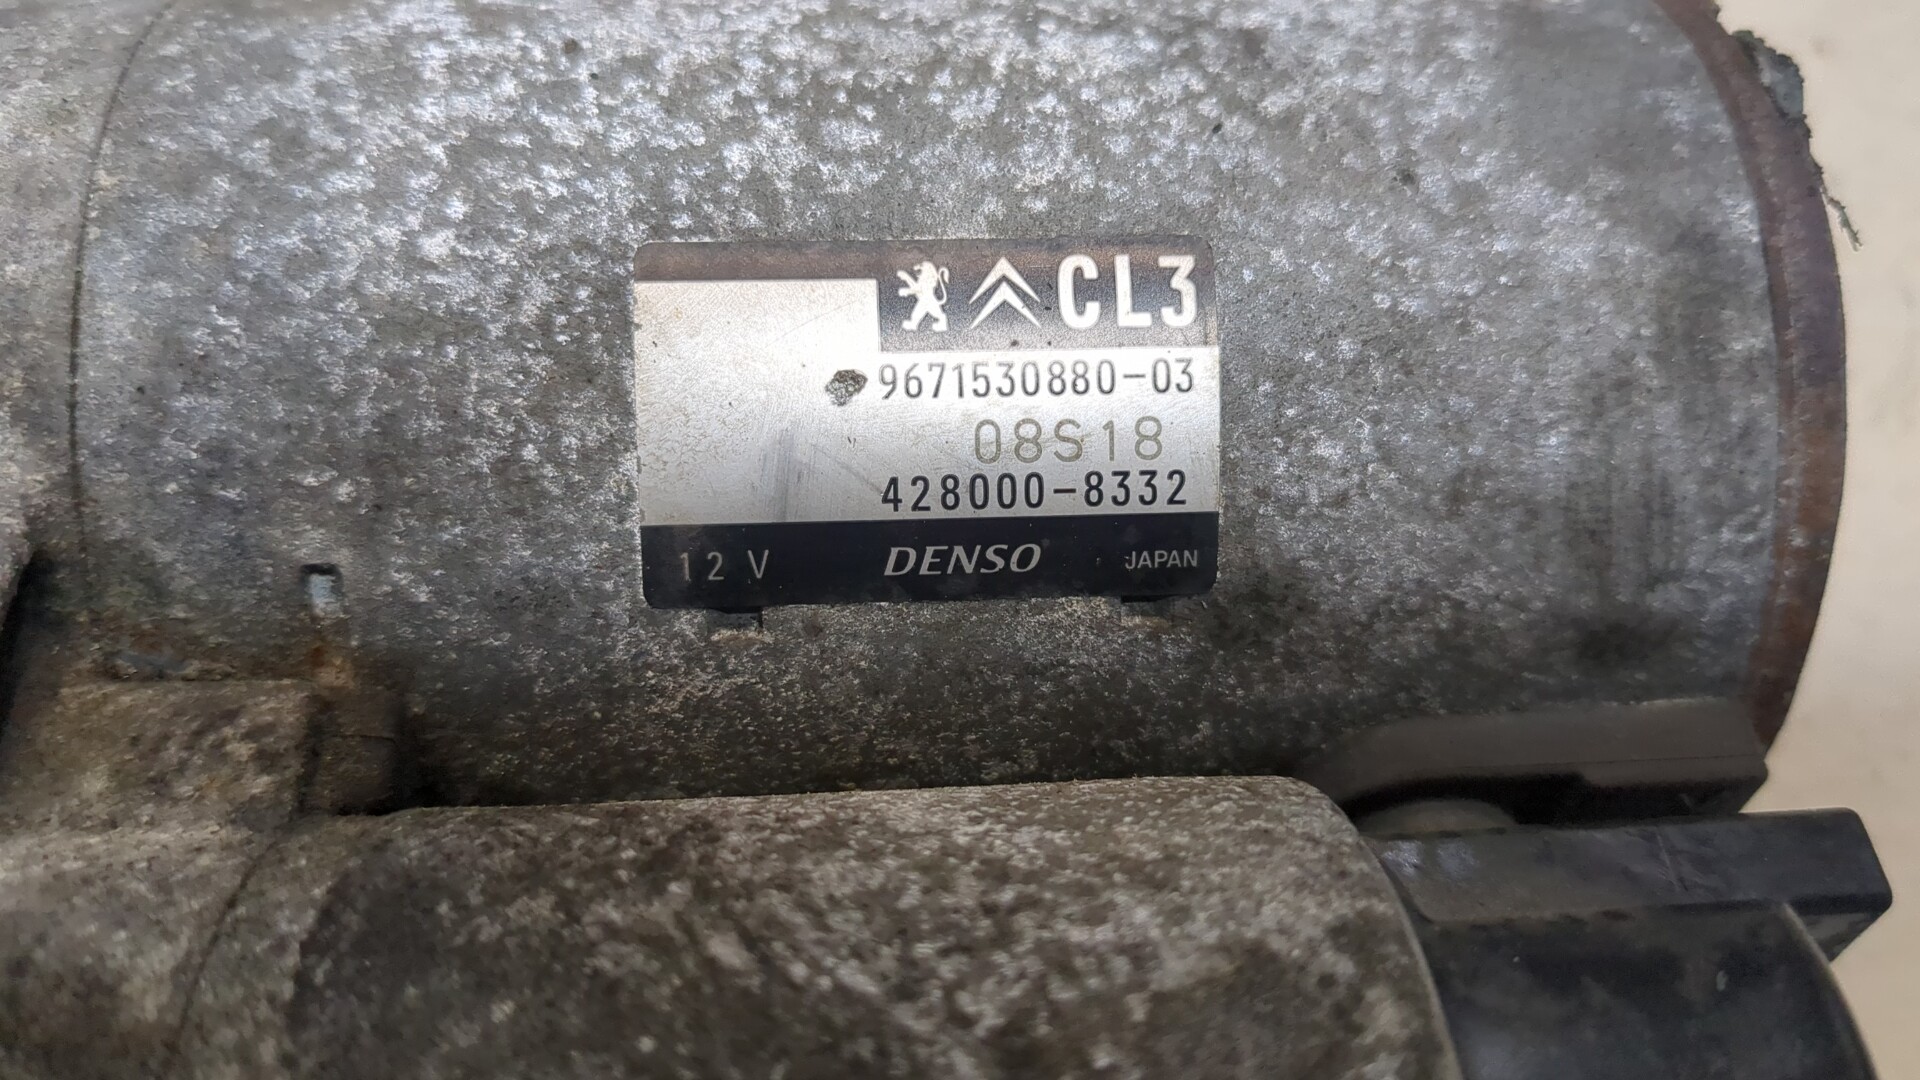 CL3
9671530880-03
08S18
428000-8332
12 V DENSO JAPAN